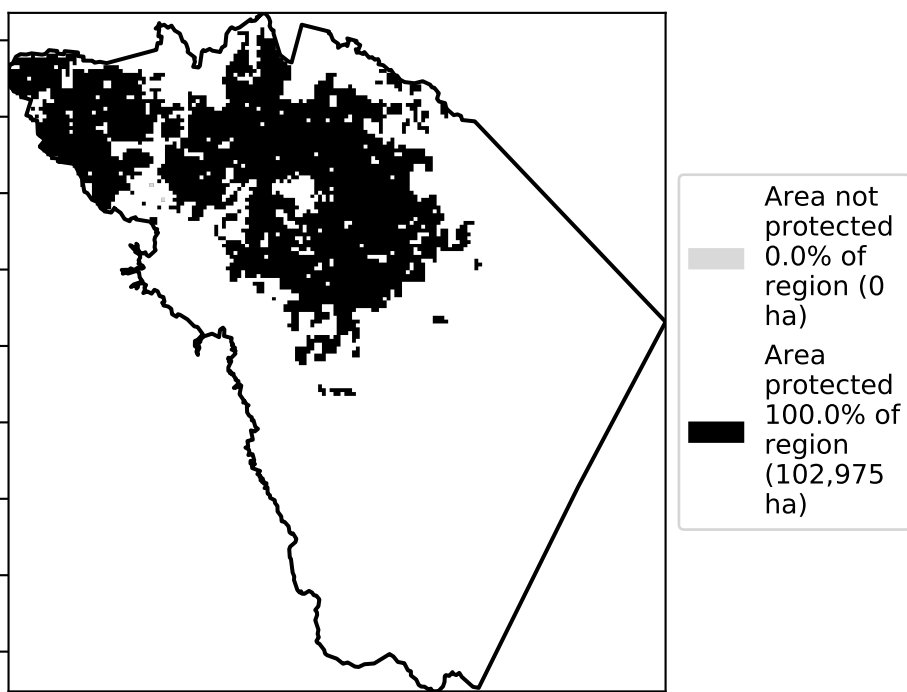 Area not
protected
0.0% of
region (0
ha)
Area
protected
100.0% of
region
(102,975
ha)